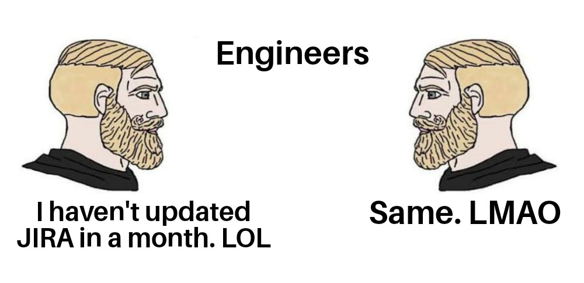 Engineers
I haven't updated
JIRA in a month. LOL
Same. LMAO